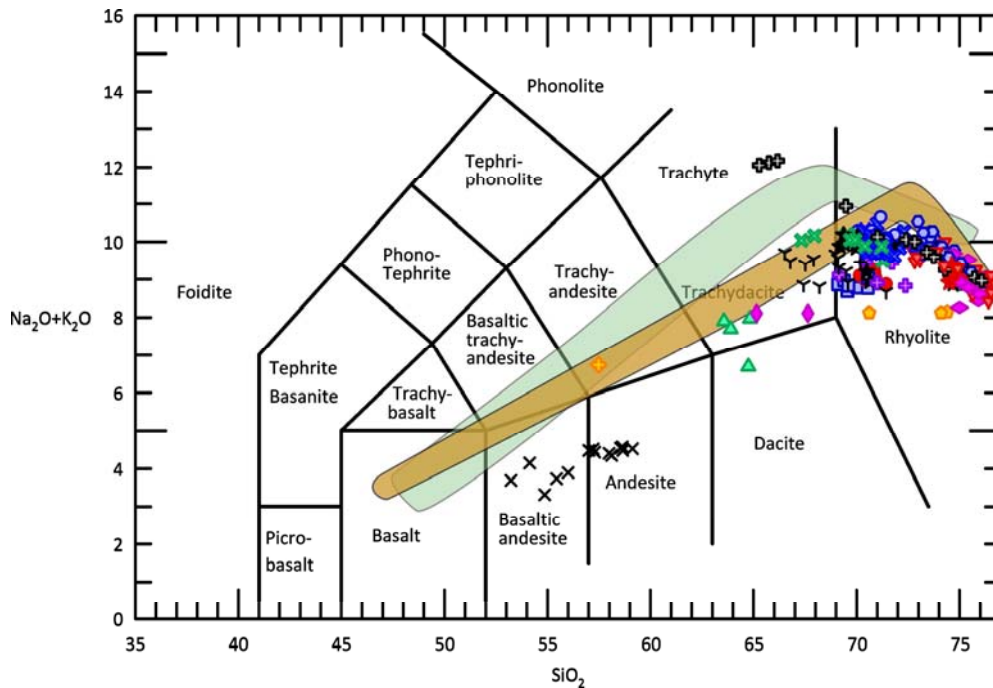 16
14
12
10
8
6
4
2
0
Na2O+K2O
35
40
45
50
55
60
65
70
75
SiO2
Phonolite
Tephri-
phonolite
Trachyte
Phono-
Tephrite
Foidite
Trachy-
andesite
Trachydacite
Basaltic
trachy-
andesite
Rhyolite
Tephrite
Basanite
Trachy-
basalt
Dacite
Andesite
Basaltic
andesite
Basalt
Picro-
basalt